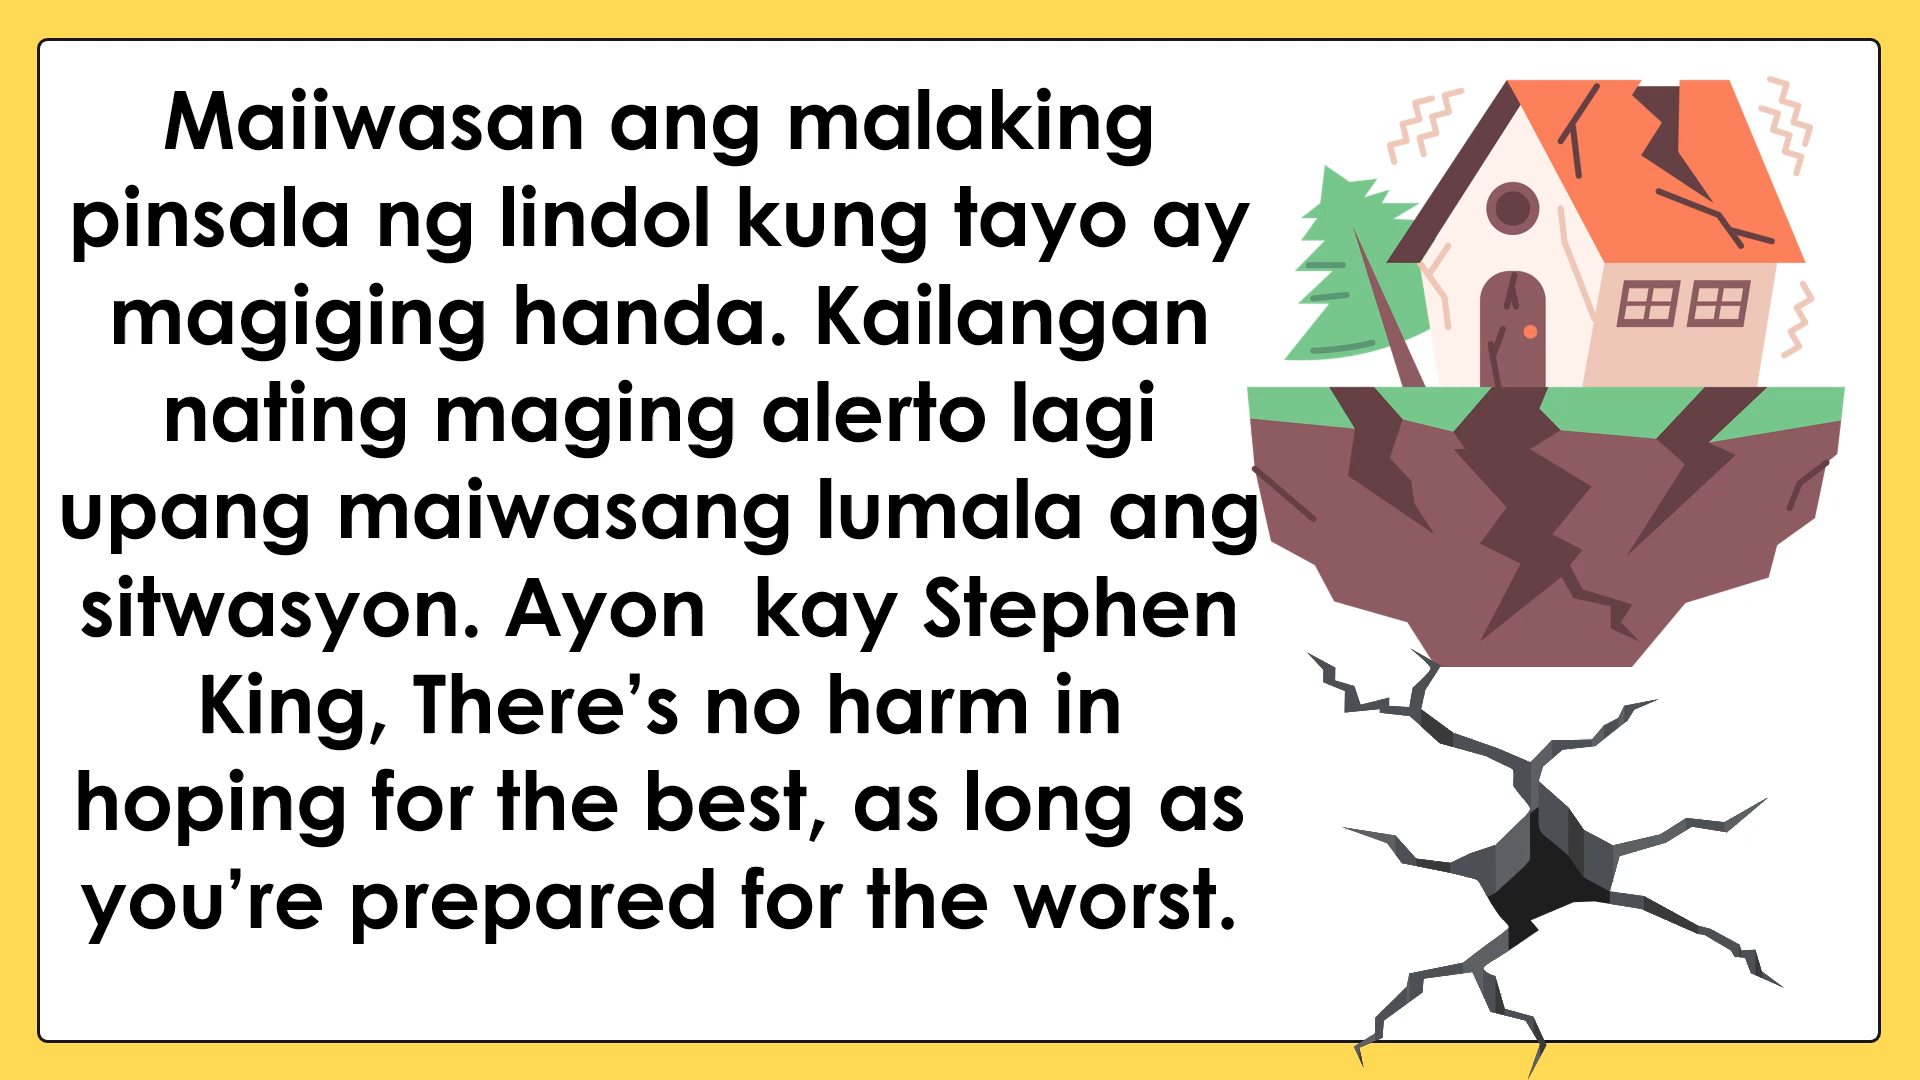 Maiiwasan ang malaking
pinsala ng lindol kung tayo ay
magiging handa. Kailangan
nating maging alerto lagi
upang maiwasang lumala ang
sitwasyon. Ayon  kay Stephen
King, There’s no harm in
hoping for the best, as long as
you’re prepared for the worst.